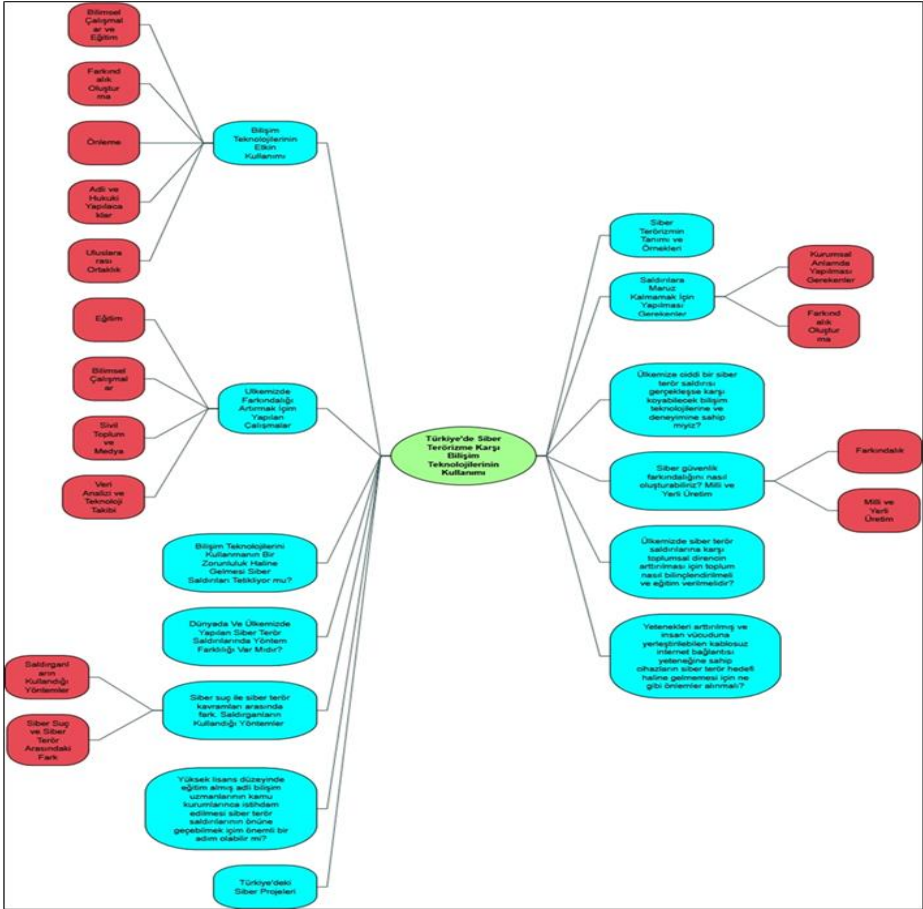 Bilimsel
Çalışmal
ar ve
Eğitim
Farkınd
alık
Oluştur
ma
Önleme
Adli ve
Hukuki
Yapılaca
klar
Uluslara
rası
Ortaklık
Bilişim
Teknolojilerinin
Etkin
Kullanımı
Eğitim
Bilimsel
Çalışmal
ar
Sivil
Toplum
ve
Medya
Veri
Analizi ve
Teknoloji
Takibi
Ülkemizde
Farkındalığı
Artırmak İçim
Yapılan
Çalışmalar
Bilişim Teknolojilerini
Kullanmanın Bir
Zorunluluk Haline
Gelmesi Siber
Saldırıları Tetikliyor mu?
Dünyada Ve Ülkemizde
Yapılan Siber Terör
Saldırılarında Yöntem
Farklılığı Var Mıdır?
Saldırganl
arın
Kullandığı
Yöntemler
Siber Suç
ve Siber
Terör
Arasındaki
Fark
Siber suç ile siber terör
kavramları arasında
fark. Saldırganların
Kullandığı Yöntemler
Yüksek lisans düzeyinde
eğitim almış adli bilişim
uzmanlarının kamu
kurumlarınca istihdam
edilmesi siber terör
saldırılarının önüne
geçebilmek içim önemli bir
adım olabilir mi?
Türkiye'deki
Siber Projeleri
Türkiye'de Siber
Terörizme Karşı
Bilişim
Teknolojilerinin
Kullanımı
Siber
Terörizmin
Tanımı ve
Örnekleri
Saldırılara
Maruz
Kalmamak İçin
Yapılması
Gerekenler
Kurumsal
Anlamda
Yapılması
Gerekenler
Farkınd
alık
Oluştur
ma
Ülkemize ciddi bir siber
terör saldırısı
gerçekleşse karşı
koyabilecek bilişim
teknolojilerine ve
deneyimine sahip
miyiz?
Siber güvenlik
farkındalığını nasıl
oluşturabiliriz? Milli ve
Yerli Üretim
Farkındalık
Milli ve
Yerli
Üretim
Ülkemizde siber terör
saldırılarına karşı
toplumsal direncin
arttırılması için toplum
nasıl bilinçlendirilmeli
ve eğitim verilmelidir?
Yetenekleri arttırılmış ve
insan vücuduna
yerleştirilebilen kablosuz
internet bağlantısı
yeteneğine sahip
cihazların siber terör hedefi
haline gelmemesi için ne
gibi önlemler alınmalı?